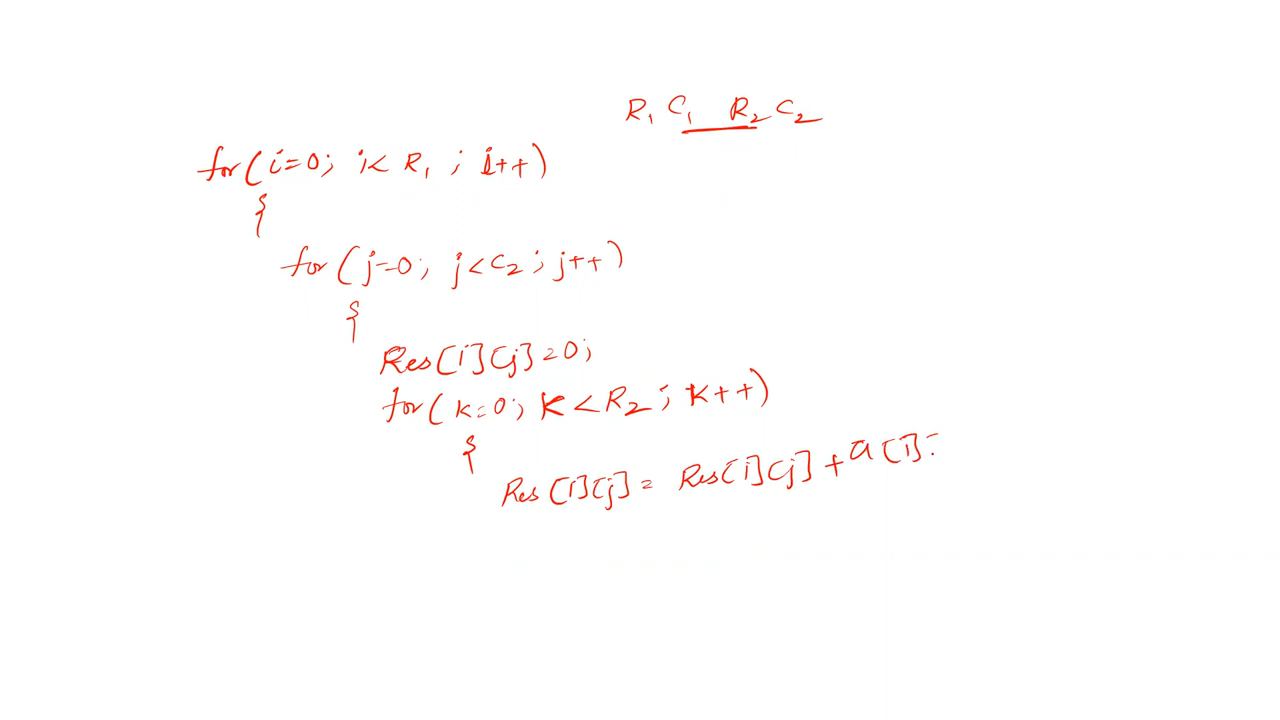 R₁ C₁ R₂ C₂
for(i=0; i< R₁ ; i++)
{
for (j=0; j<C₂; j++)
{
Res[i][j]=0;
for(k=0; k<R₂; k++)
{
Res[i][j] = Res[i][j] + a[i]